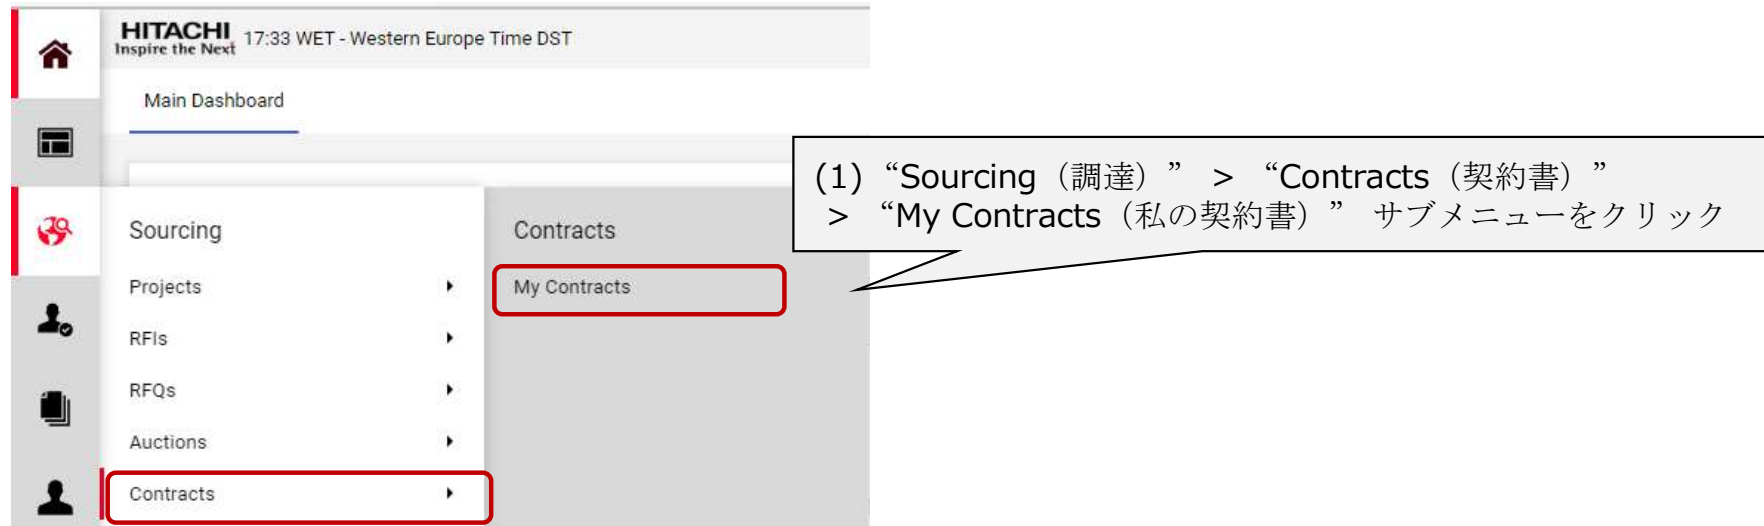 HITACHI
Inspire the Next
17:33 WET - Western Europe Time DST
Main Dashboard
(1) “Sourcing（調達）” > “Contracts（契約書）”
> “My Contracts（私の契約書）” サブメニューをクリック
Sourcing
Projects
RFIs
RFQs
Auctions
Contracts
Contracts
My Contracts